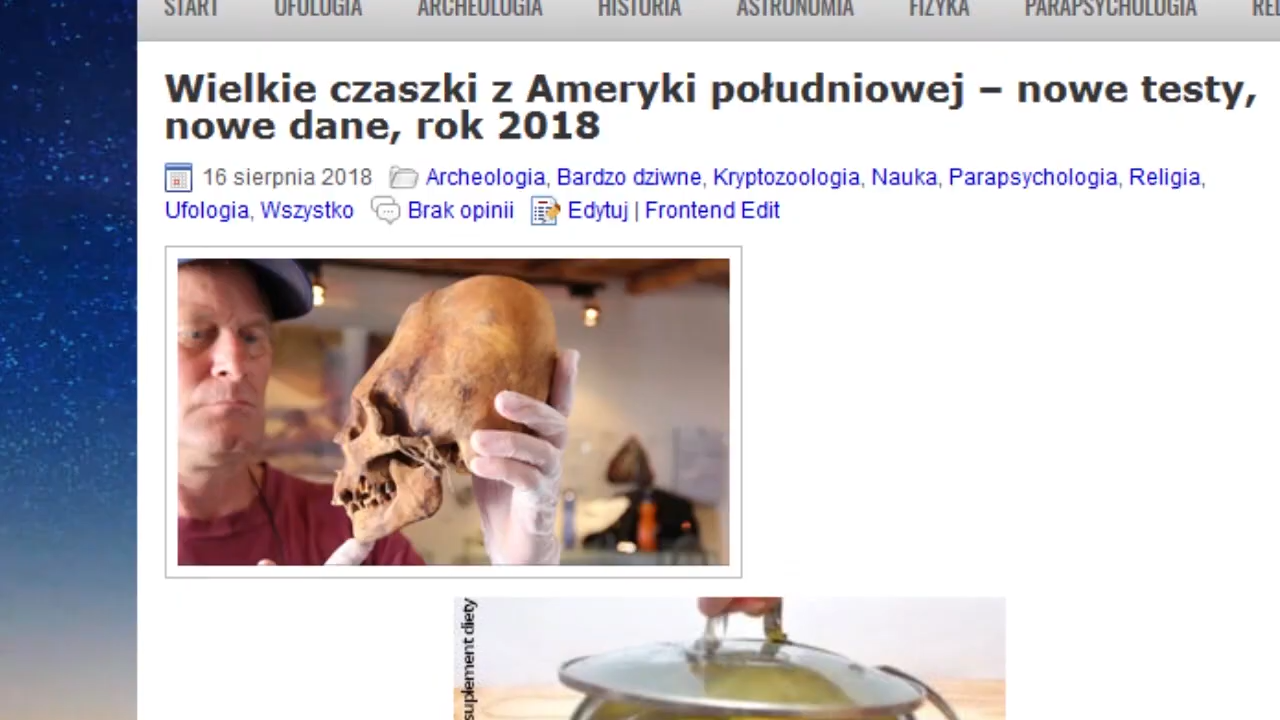 START UFOLOGIA ARCHEOLOGIA HISTORIA ASTRONOMIA FIZYKA PARAPSYCHOLOGIA REL
Wielkie czaszki z Ameryki południowej – nowe testy,
nowe dane, rok 2018
16 sierpnia 2018 Archeologia, Bardzo dziwne, Kryptozoologia, Nauka, Parapsychologia, Religia,
Ufologia, Wszystko Brak opinii Edytuj | Frontend Edit
suplement diety